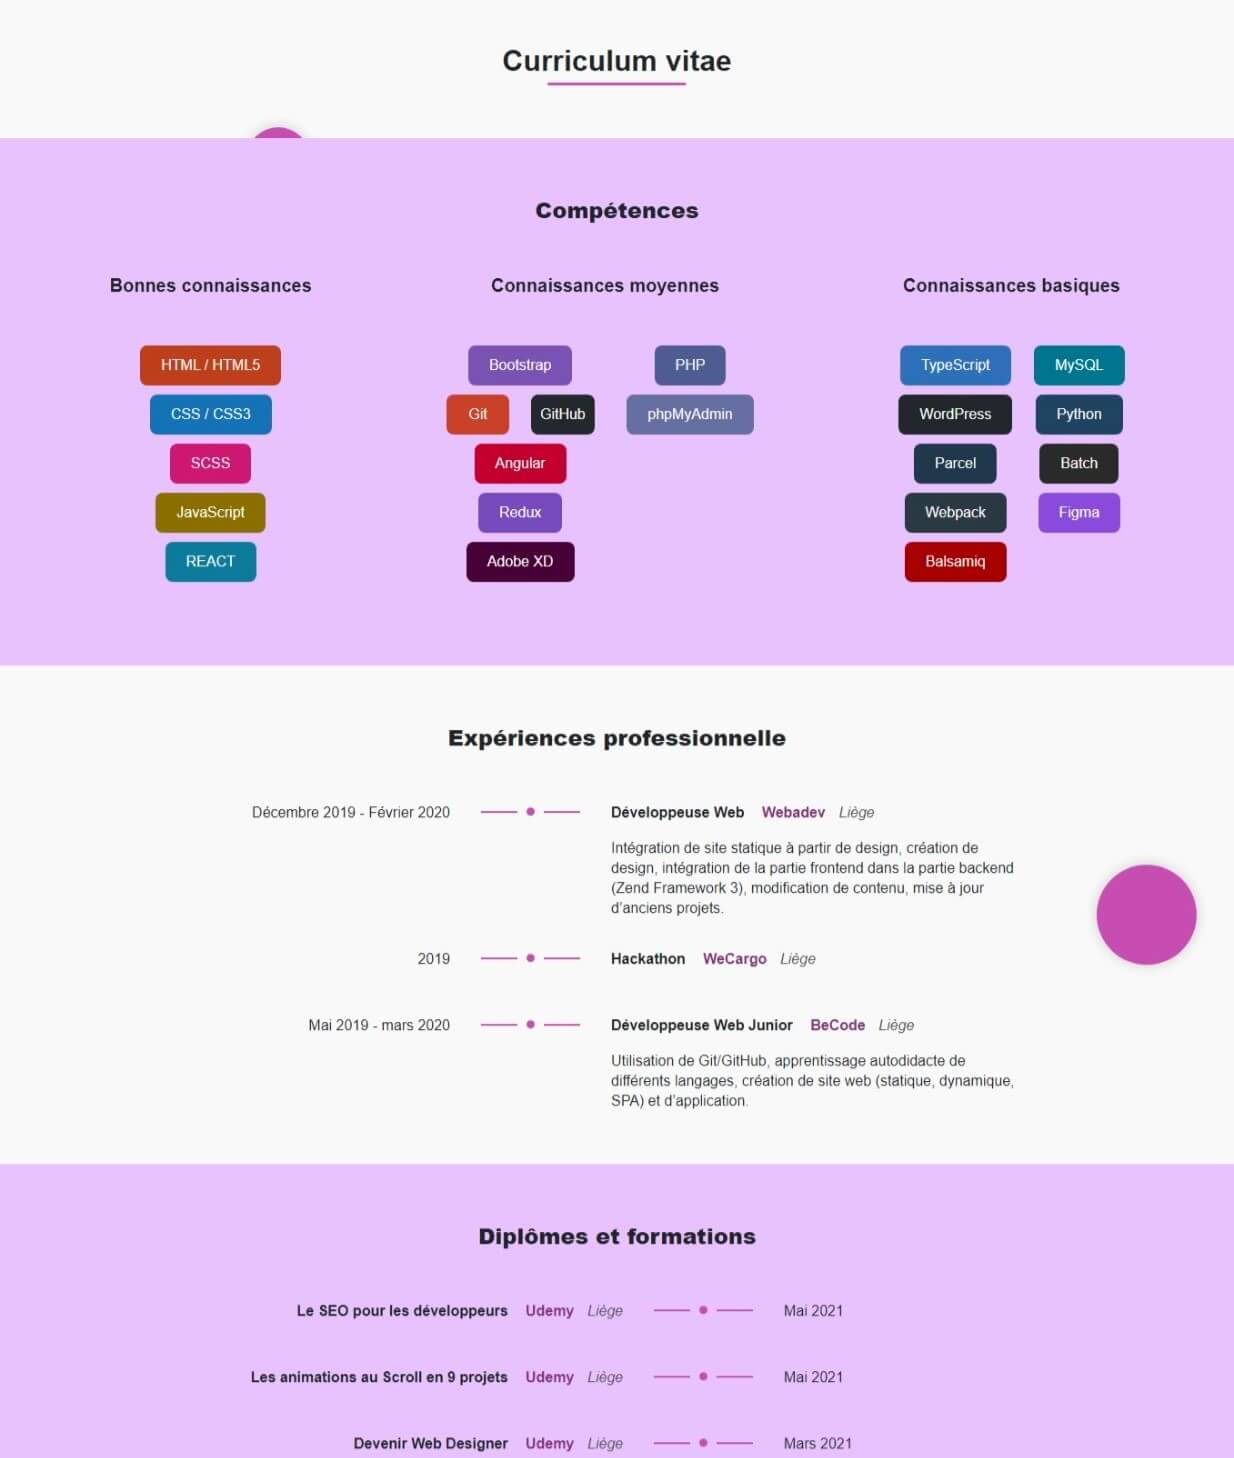 Curriculum vitae
Compétences
Bonnes connaissances
HTML / HTML5
CSS / CSS3
SCSS
JavaScript
REACT
Connaissances moyennes
Bootstrap PHP
Git GitHub phpMyAdmin
Angular
Redux
Adobe XD
Connaissances basiques
TypeScript MySQL
WordPress Python
Parcel Batch
Webpack Figma
Balsamiq
Expériences professionnelle
Décembre 2019 - Février 2020 Développeuse Web Webadev Liège
Intégration de site statique à partir de design, création de
design, intégration de la partie frontend dans la partie backend
(Zend Framework 3), modification de contenu, mise à jour
d’anciens projets.
2019 Hackathon WeCargo Liège
Mai 2019 - mars 2020 Développeuse Web Junior BeCode Liège
Utilisation de Git/GitHub, apprentissage autodidacte de
différents langages, création de site web (statique, dynamique,
SPA) et d’application.
Diplômes et formations
Le SEO pour les développeurs Udemy Liège Mai 2021
Les animations au Scroll en 9 projets Udemy Liège Mai 2021
Devenir Web Designer Udemy Liège Mars 2021